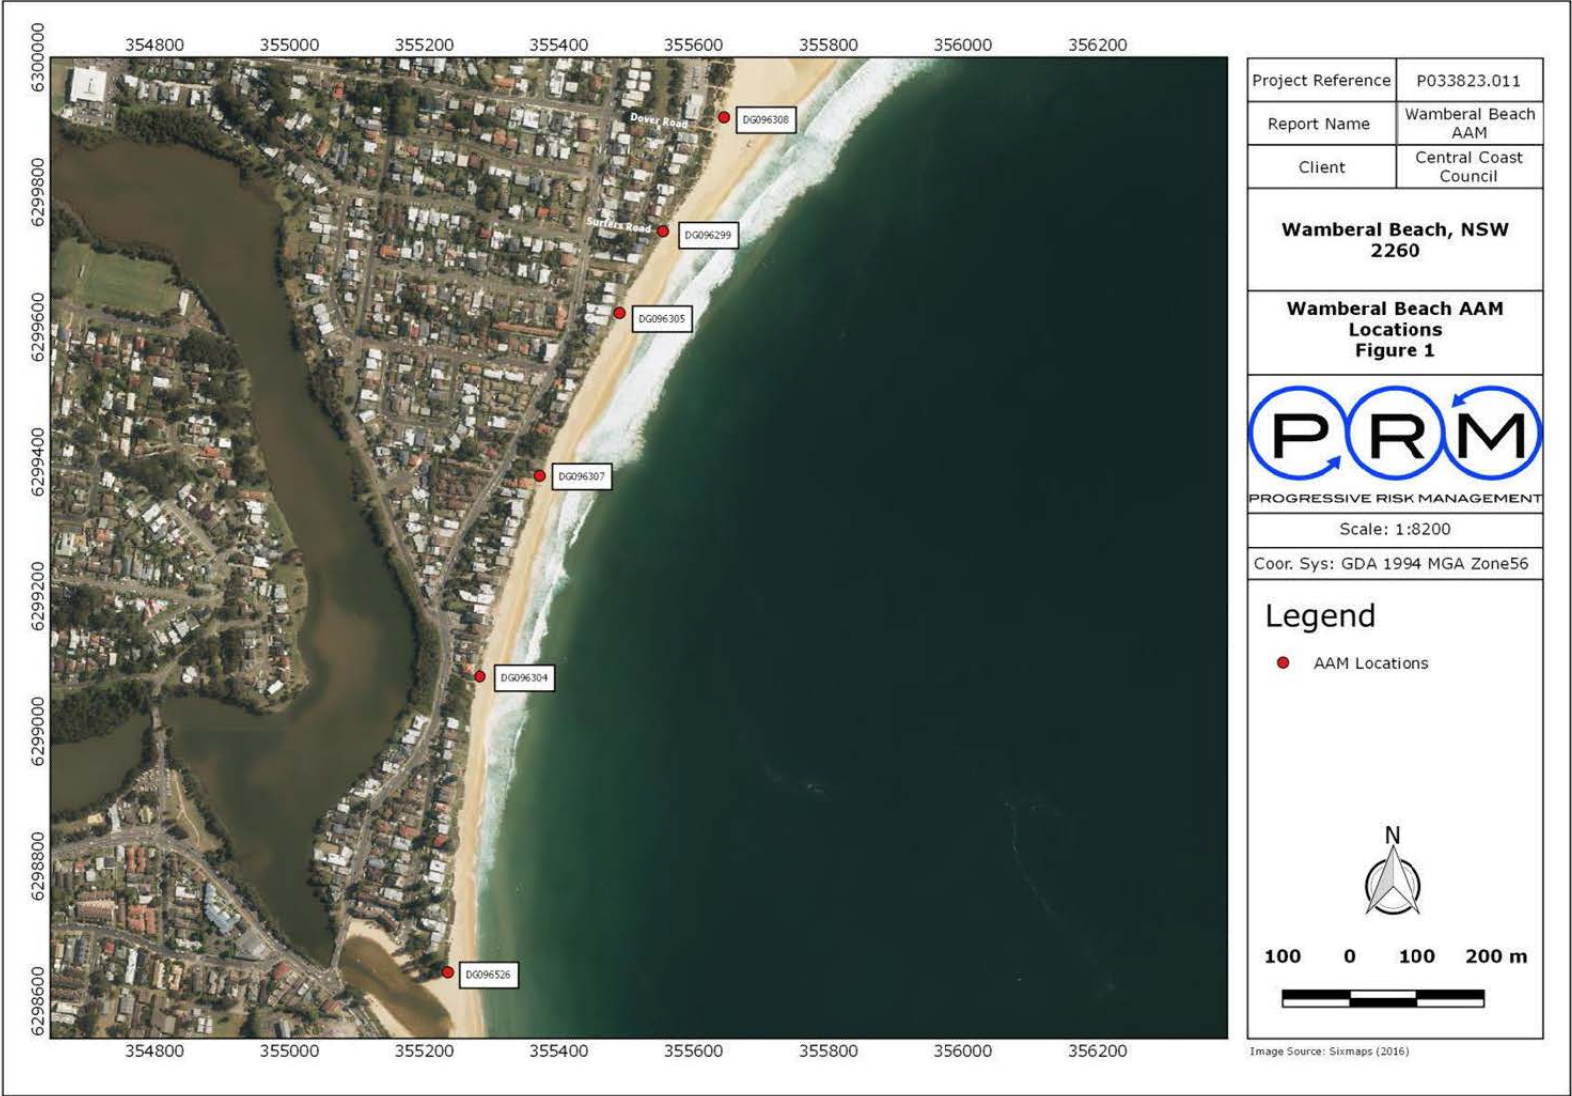 354800 355000 355200 355400 355600 355800 356000 356200
6300000
6299800
6299600
6299400
6299200
6299000
6298800
6298600
Dover Road
DG096308
Surfers Road
DG096299
DG096305
DG096307
DG096304
DG096526
354800 355000 355200 355400 355600 355800 356000 356200
Project Reference P033823.011
Report Name Wamberal Beach
AAM
Client Central Coast
Council
Wamberal Beach, NSW
2260
Wamberal Beach AAM
Locations
Figure 1
PRM
PROGRESSIVE RISK MANAGEMENT
Scale: 1:8200
Coor. Sys: GDA 1994 MGA Zone56
Legend
AAM Locations
N
100 0 100 200 m
Image Source: Sixmaps (2016)